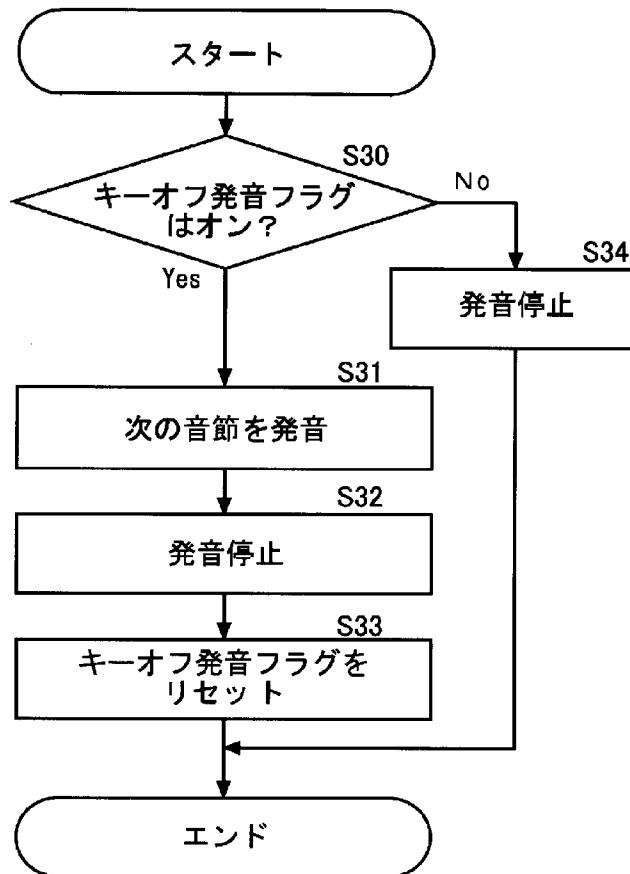 スタート
S30
キーオフ発音フラグ
はオン？
No
Yes
S34
発音停止
S31
次の音節を発音
S32
発音停止
S33
キーオフ発音フラグを
リセット
エンド